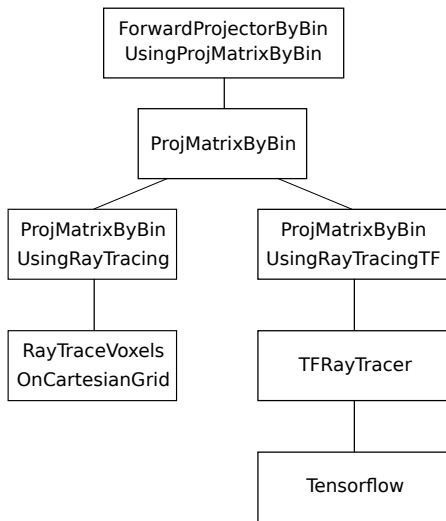 ForwardProjectorByBin
UsingProjMatrixByBin
ProjMatrixByBin
ProjMatrixByBin
UsingRayTracing
ProjMatrixByBin
UsingRayTracingTF
RayTraceVoxels
OnCartesianGrid
TFRayTracer
Tensorflow